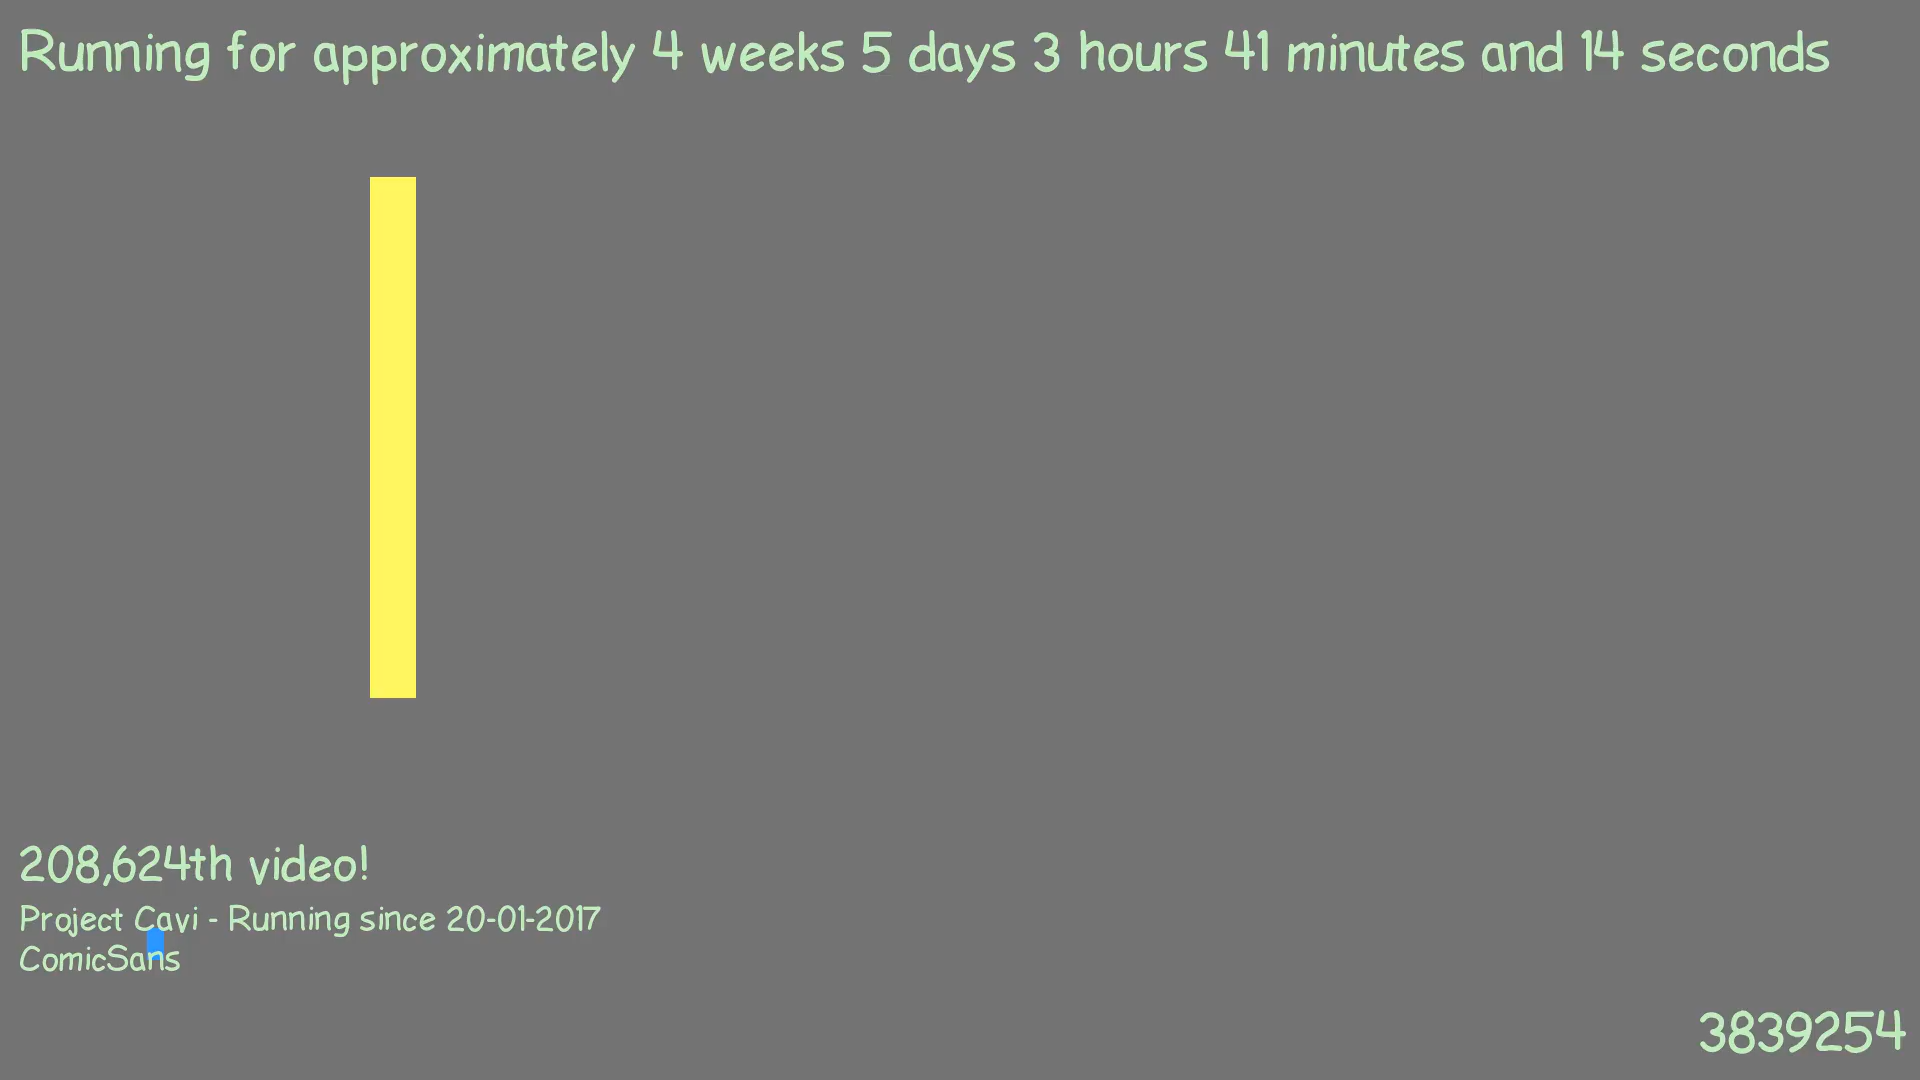 Running for approximately 4 weeks 5 days 3 hours 41 minutes and 14 seconds
208,624th video!
Project Cavi - Running since 20-01-2017
ComicSans
3839254